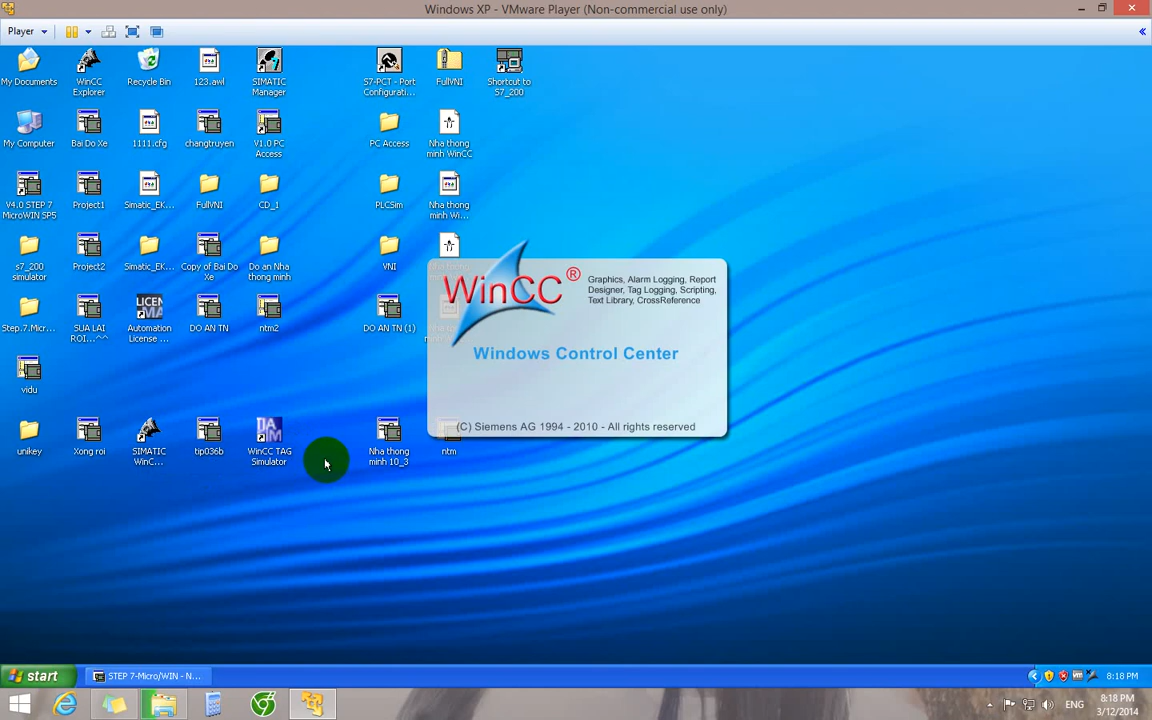 Windows XP - VMware Player (Non-commercial use only)
Player
My Documents
WinCC
Explorer
Recycle Bin
123.awl
SIMATIC
Manager
S7-PCT - Port
Configurati...
FullVNI
Shortcut to
S7_200
My Computer
Bai Do Xe
1111.cfg
changtruyen
V1.0 PC
Access
PC Access
Nha thong
minh WinCC
V4.0 STEP 7
MicroWIN SP5
Project1
Simatic_EK...
FullVNI
CD_1
PLCSim
Nha thong
minh Wi...
s7_200
simulator
Project2
Simatic_EK...
Copy of Bai Do
Xe
Do an Nha
thong minh
VNI
WinCC®
Graphics, Alarm Logging, Report
Designer, Tag Logging, Scripting,
Text Library, CrossReference
Windows Control Center
(C) Siemens AG 1994 - 2010 - All rights reserved
Step.7.Micr...
SUA LAI
ROI...^^
Automation
License ...
DO AN TN
ntm2
DO AN TN (1)
vidu
unikey
Xong roi
SIMATIC
WinC...
tip036b
WinCC TAG
Simulator
Nha thong
minh 10_3
ntm
start
STEP 7-Micro/WIN - N...
8:18 PM
ENG
8:18 PM
3/12/2014